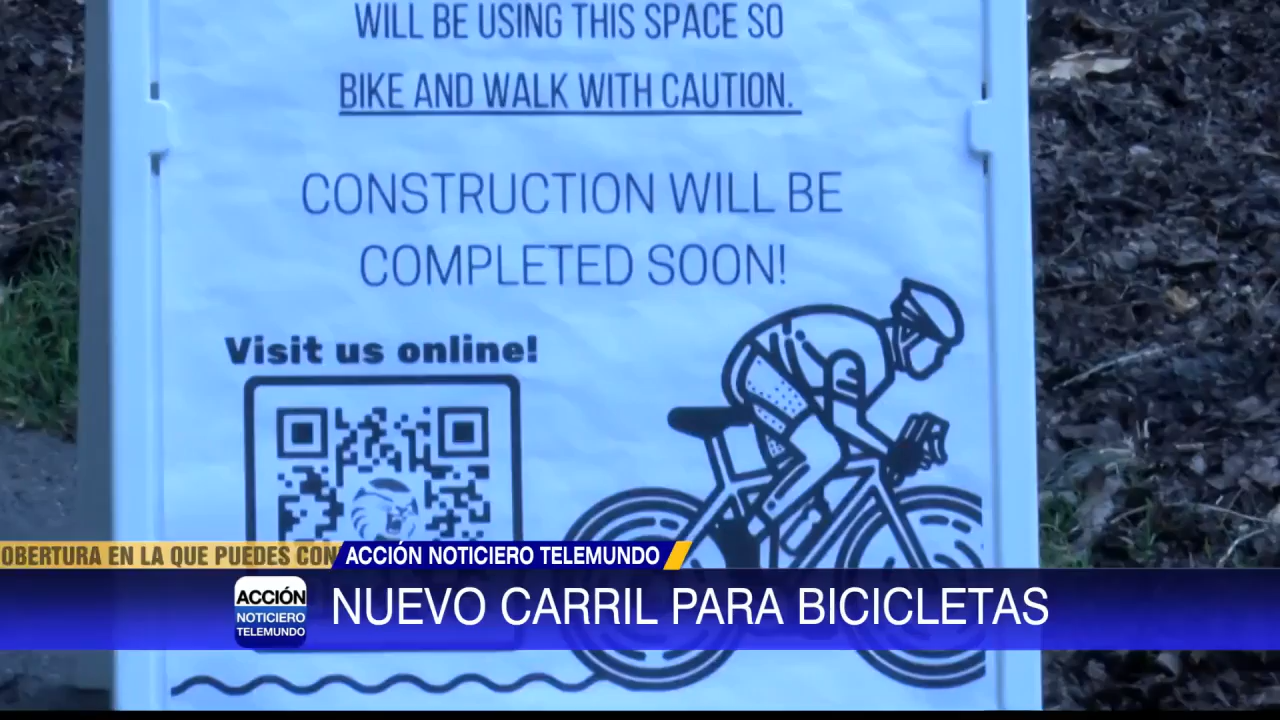 WILL BE USING THIS SPACE SO
BIKE AND WALK WITH CAUTION.
CONSTRUCTION WILL BE
COMPLETED SOON!
Visit us online!
OBERTURA EN LA QUE PUEDES CON
ACCIÓN NOTICIERO TELEMUNDO
ACCIÓN
NOTICIERO
TELEMUNDO
NUEVO CARRIL PARA BICICLETAS